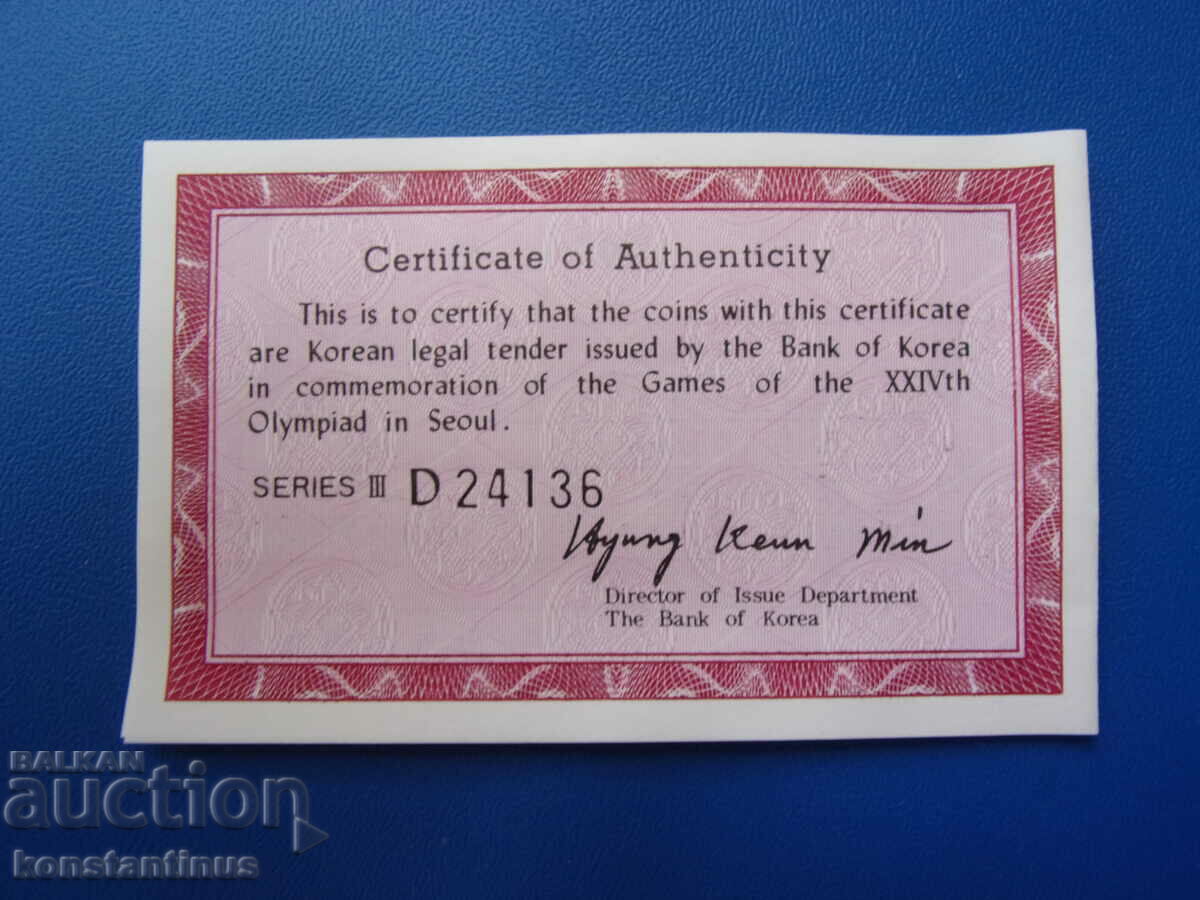 Certificate of Authenticity
This is to certify that the coins with this certificate
are Korean legal tender issued by the Bank of Korea
in commemoration of the Games of the XXIVth
Olympiad in Seoul.
SERIES III D 24136
Hyung Keun Min
Director of Issue Department
The Bank of Korea
BALKAN
auction
konstantinus